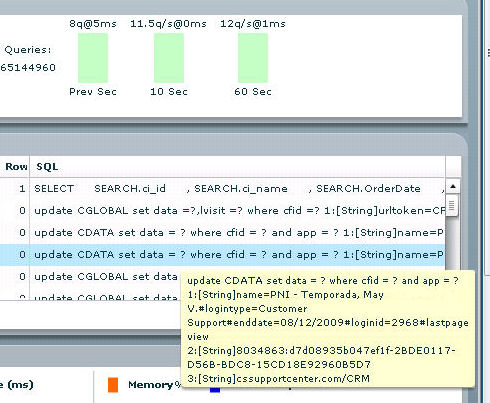 8q@5ms 11.5q/s@0ms 12q/s@1ms
Queries:
65144960
Prev Sec 10 Sec 60 Sec
Row SQL
1 SELECT SEARCH.ci_id , SEARCH.ci_name , SEARCH.OrderDate ,
0 update CGLOBAL set data =?,lvisit =? where cfid =? 1:[String]urltoken=CF
0 update CDATA set data = ? where cfid = ? and app = ? 1:[String]name=P
0 update CDATA set data = ? where cfid = ? and app = ? 1:[String]name=P
0 update CGLOBAL set data
0 update CDATA set data =
update CDATA set data = ? where cfid = ? and app = ?
1:[String]name=PNI - Temporada, May
V.#logintype=Customer
Support#enddate=08/12/2009#loginid=2968#lastpage
view
2:[String]8034863:d7d08935b047ef1f-2BDE0117-
D56B-BDC8-15CD18E92960B5D7
3:[String]cssupportcenter.com/CRM
e (ms) Memory%